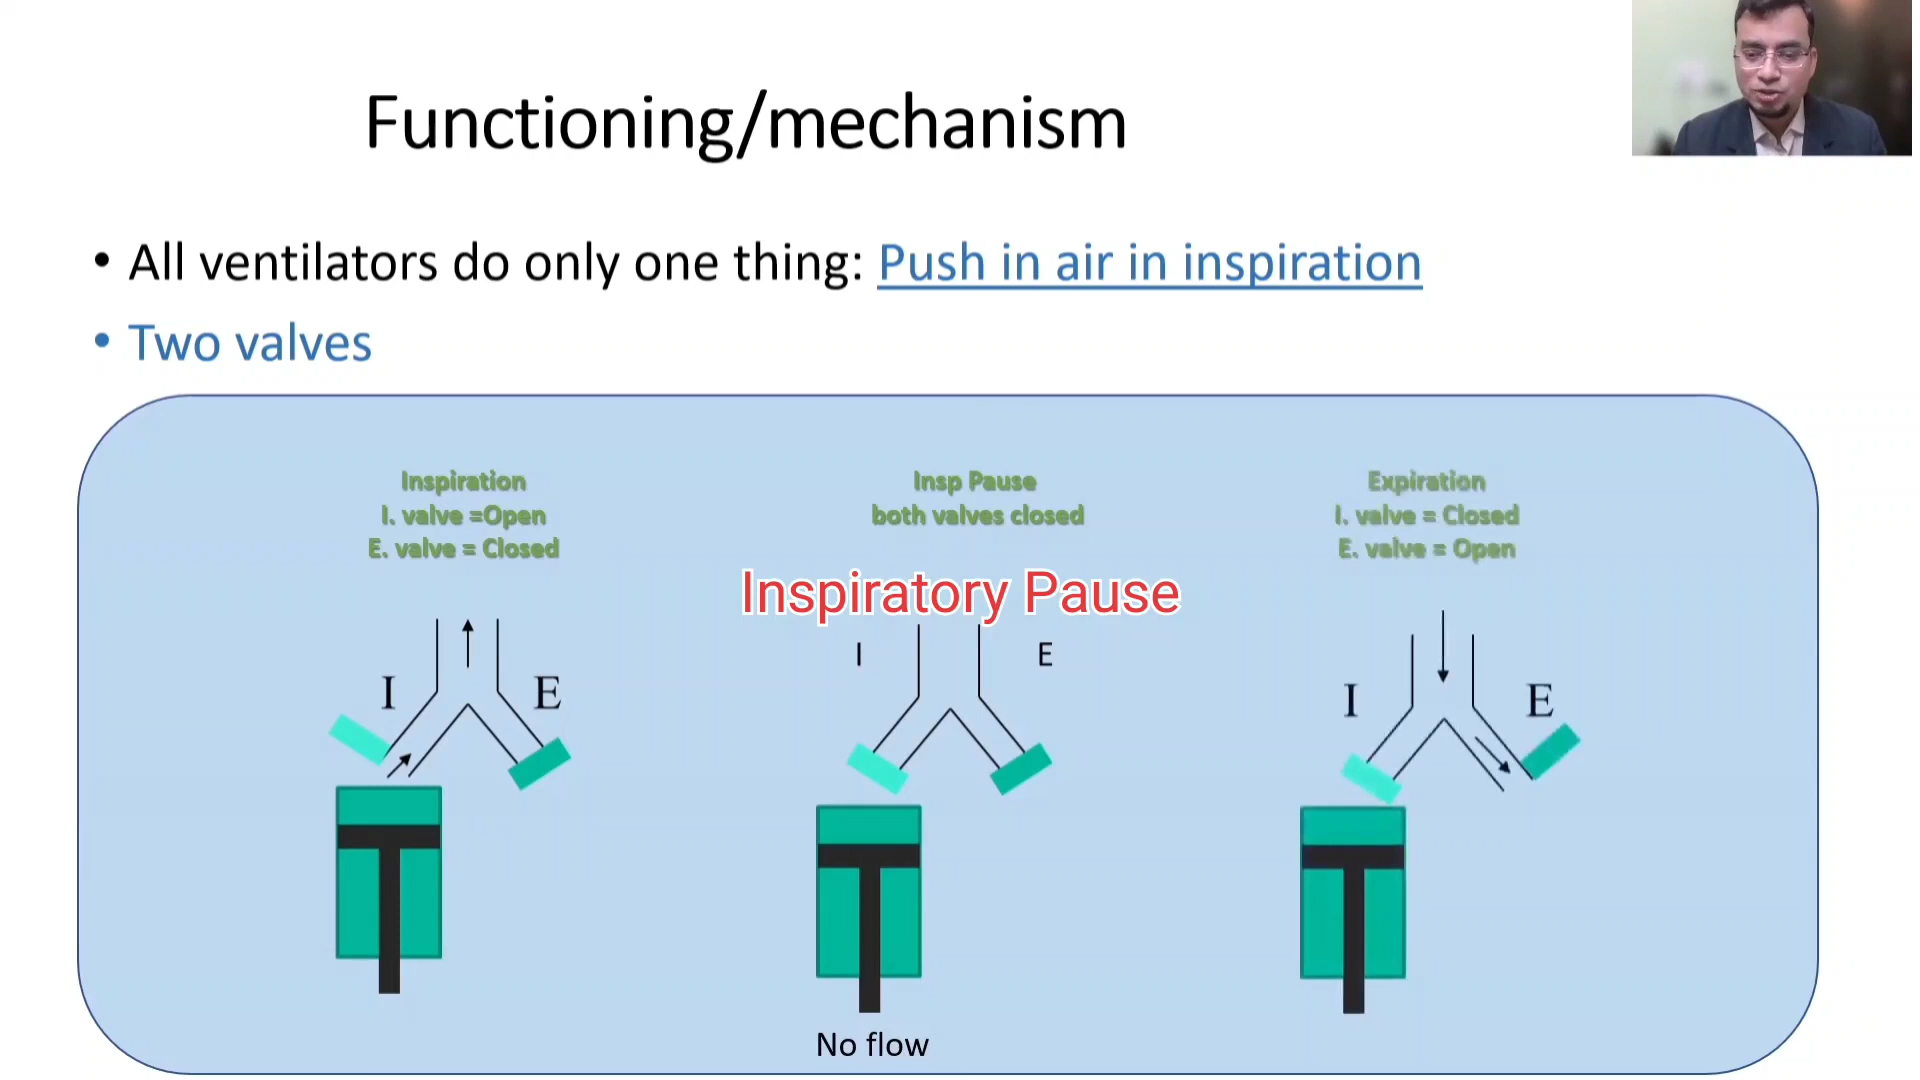 Functioning/mechanism
• All ventilators do only one thing: Push in air in inspiration
• Two valves
Inspiration
I. valve =Open
E. valve = Closed
Insp Pause
both valves closed
Expiration
I. valve = Closed
E. valve = Open
Inspiratory Pause
I E
I E
I E
No flow